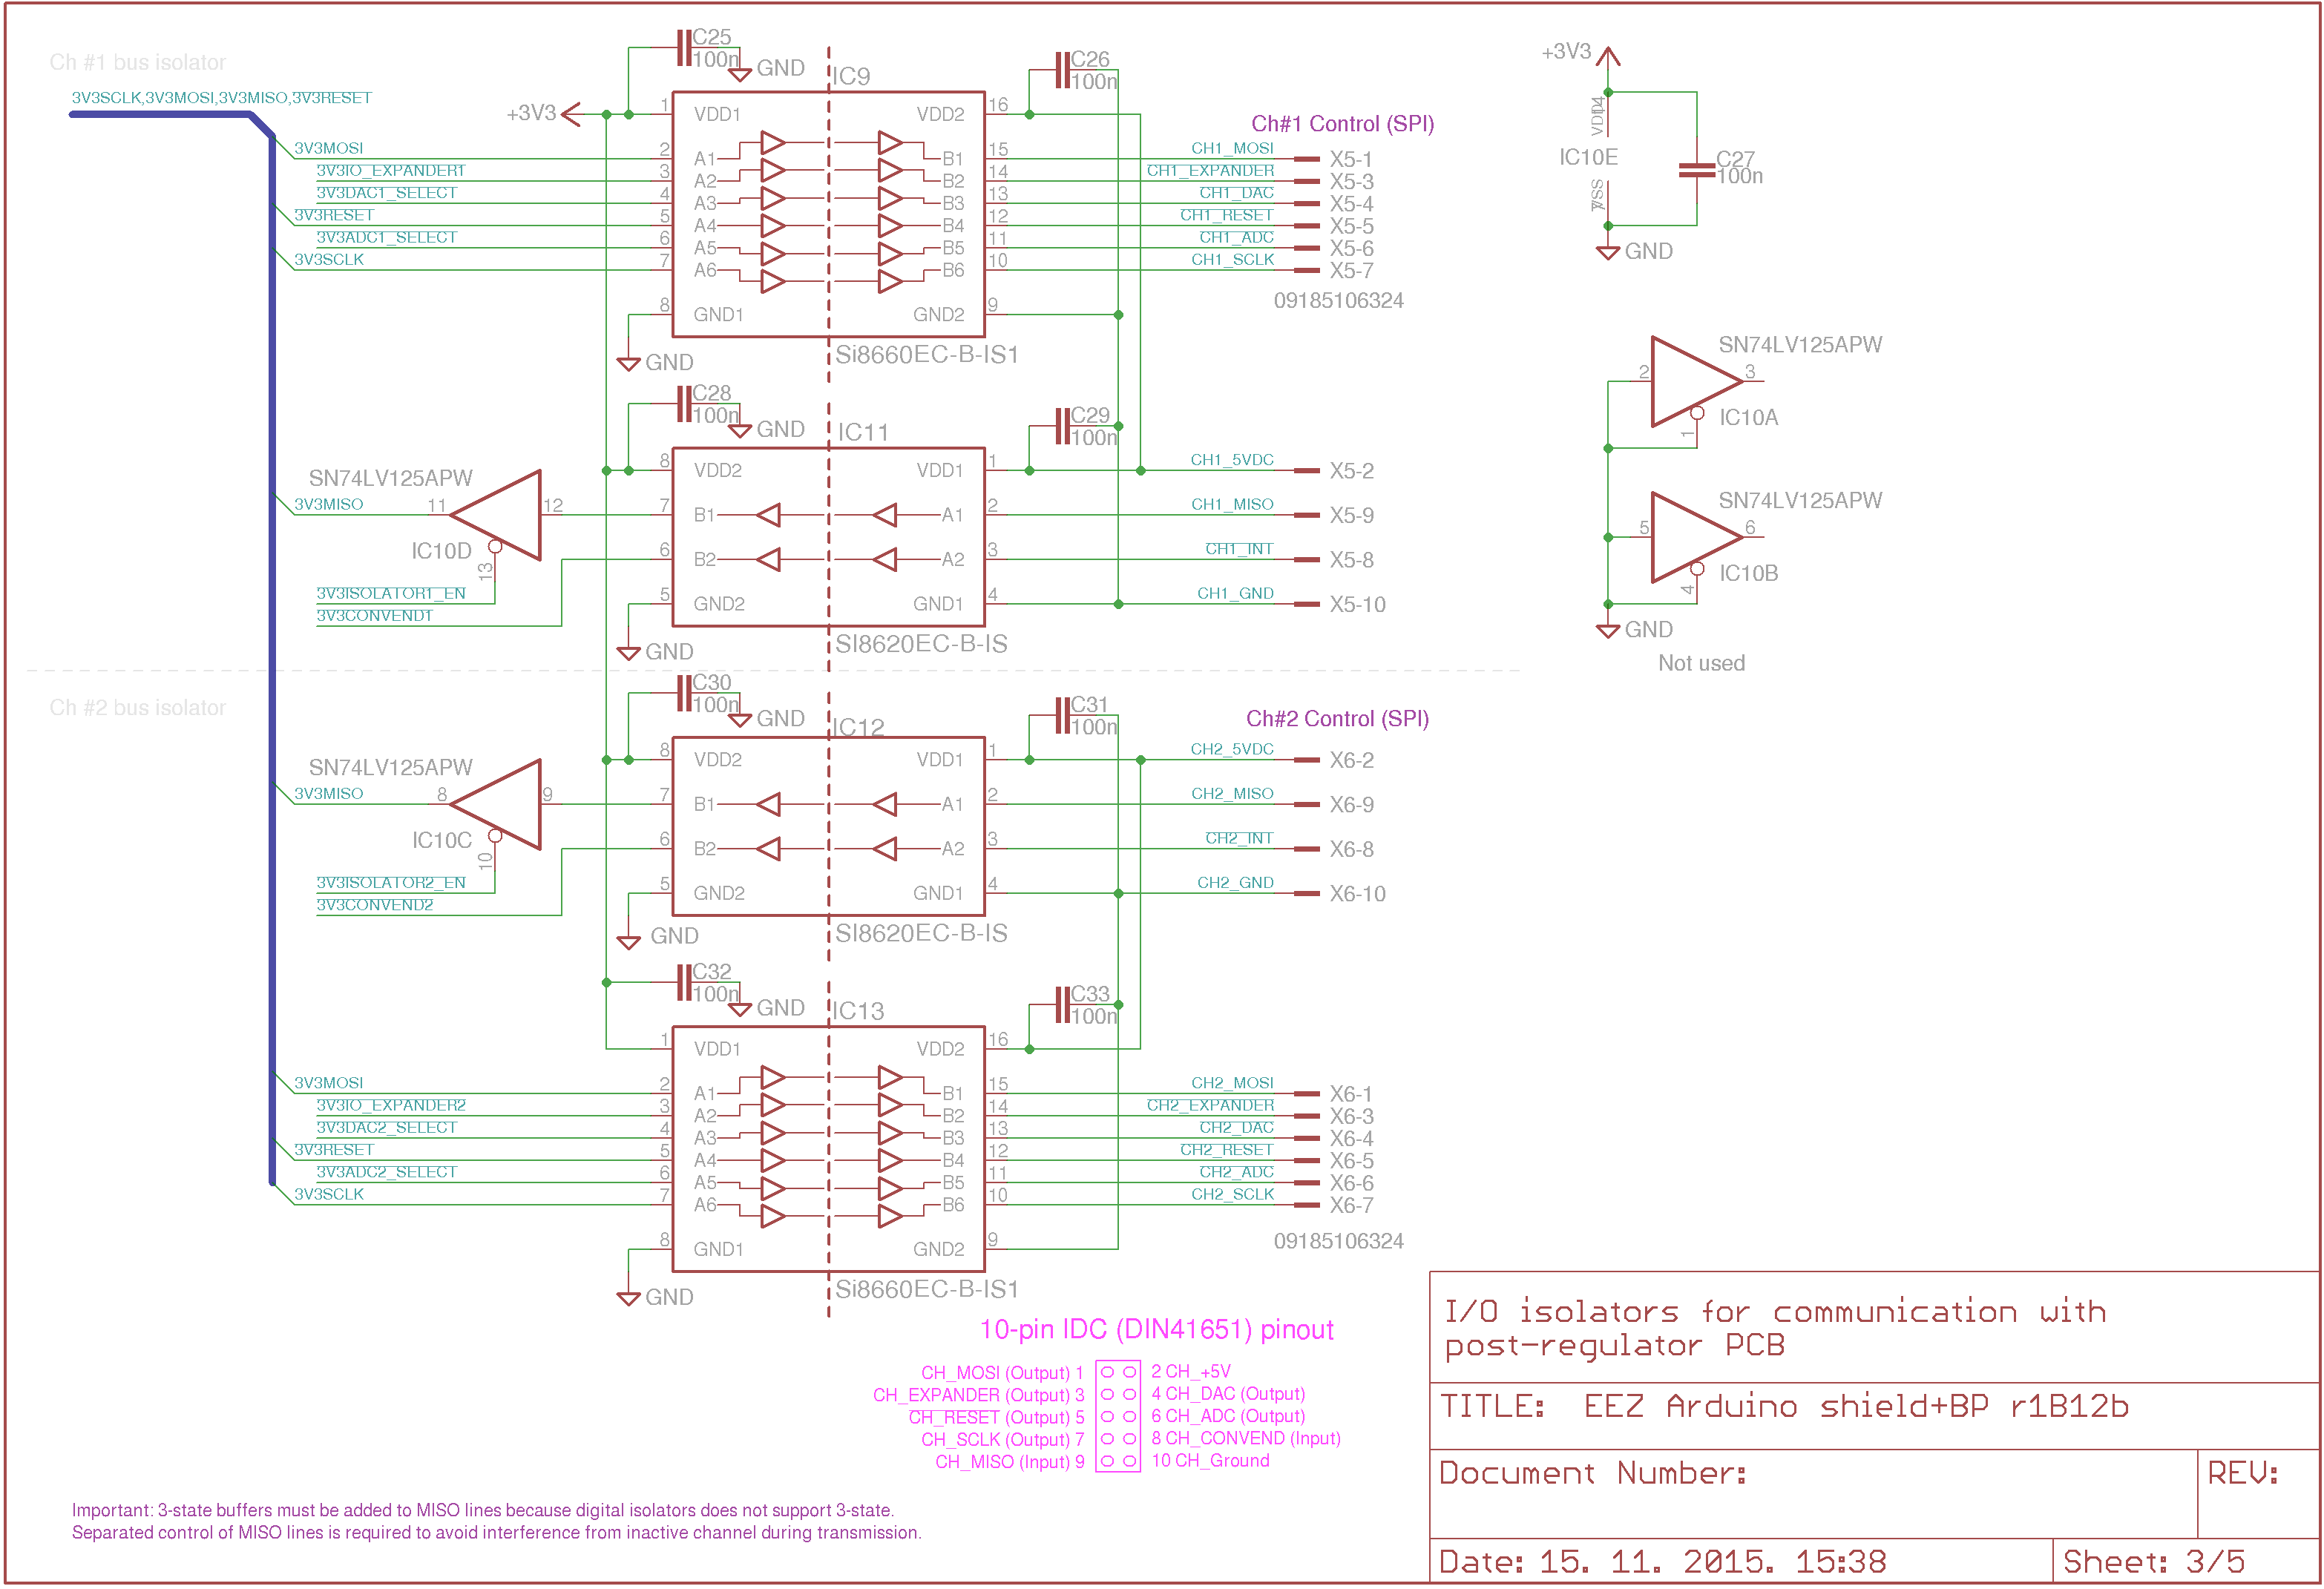 Ch #1 bus isolator
3V3SCLK,3V3MOSI,3V3MISO,3V3RESET
C25
100n
GND
IC9
C26
100n
+3V3
1 VDD1 VDD2 16
Ch#1 Control (SPI)
3V3MOSI 2 A1 B1 15 CH1_MOSI X5-1
3V3IO_EXPANDER1 3 A2 B2 14 CH1_EXPANDER X5-3
3V3DAC1_SELECT 4 A3 B3 13 CH1_DAC X5-4
3V3RESET 5 A4 B4 12 CH1_RESET X5-5
3V3ADC1_SELECT 6 A5 B5 11 CH1_ADC X5-6
3V3SCLK 7 A6 B6 10 CH1_SCLK X5-7
09185106324
8 GND1 GND2 9
GND
Si8660EC-B-IS1
+3V3
VDD
IC10E
VSS
C27
100n
GND
C28
100n
GND
IC11
C29
100n
8 VDD2 VDD1 1 CH1_5VDC X5-2
SN74LV125APW
3V3MISO 11 12 7 B1 A1 2 CH1_MISO X5-9
IC10D
13
6 B2 A2 3 CH1_INT X5-8
3V3ISOLATOR1_EN
3V3CONVEND1
5 GND2 GND1 4 CH1_GND X5-10
GND
SI8620EC-B-IS
SN74LV125APW
2 3
1
IC10A
SN74LV125APW
5 6
4
IC10B
GND
Not used
Ch #2 bus isolator
C30
100n
GND
IC12
C31
100n
Ch#2 Control (SPI)
8 VDD2 VDD1 1 CH2_5VDC X6-2
SN74LV125APW
3V3MISO 8 9 7 B1 A1 2 CH2_MISO X6-9
IC10C
10
6 B2 A2 3 CH2_INT X6-8
3V3ISOLATOR2_EN
3V3CONVEND2
5 GND2 GND1 4 CH2_GND X6-10
GND
SI8620EC-B-IS
C32
100n
GND
IC13
C33
100n
1 VDD1 VDD2 16
3V3MOSI 2 A1 B1 15 CH2_MOSI X6-1
3V3IO_EXPANDER2 3 A2 B2 14 CH2_EXPANDER X6-3
3V3DAC2_SELECT 4 A3 B3 13 CH2_DAC X6-4
3V3RESET 5 A4 B4 12 CH2_RESET X6-5
3V3ADC2_SELECT 6 A5 B5 11 CH2_ADC X6-6
3V3SCLK 7 A6 B6 10 CH2_SCLK X6-7
09185106324
8 GND1 GND2 9
GND
Si8660EC-B-IS1
10-pin IDC (DIN41651) pinout
CH_MOSI (Output) 1 2 CH_+5V
CH_EXPANDER (Output) 3 4 CH_DAC (Output)
CH_RESET (Output) 5 6 CH_ADC (Output)
CH_SCLK (Output) 7 8 CH_CONVEND (Input)
CH_MISO (Input) 9 10 CH_Ground
Important: 3-state buffers must be added to MISO lines because digital isolators does not support 3-state.
Separated control of MISO lines is required to avoid interference from inactive channel during transmission.
I/O isolators for communication with
post-regulator PCB
TITLE: EEZ Arduino shield+BP r1B12b
Document Number:
REV:
Date: 15. 11. 2015. 15:38
Sheet: 3/5